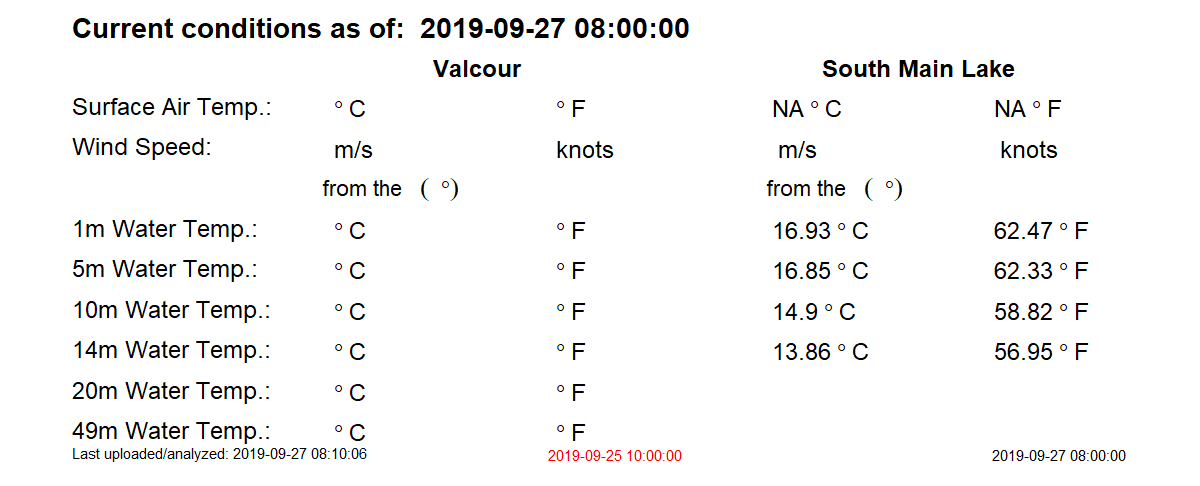 Current conditions as of: 2019-09-27 08:00:00
Valcour South Main Lake
Surface Air Temp.: ° C ° F NA ° C NA ° F
Wind Speed: m/s knots m/s knots
from the ( °) from the ( °)
1m Water Temp.: ° C ° F 16.93 ° C 62.47 ° F
5m Water Temp.: ° C ° F 16.85 ° C 62.33 ° F
10m Water Temp.: ° C ° F 14.9 ° C 58.82 ° F
14m Water Temp.: ° C ° F 13.86 ° C 56.95 ° F
20m Water Temp.: ° C ° F
49m Water Temp.: ° C ° F
Last uploaded/analyzed: 2019-09-27 08:10:06 2019-09-25 10:00:00 2019-09-27 08:00:00